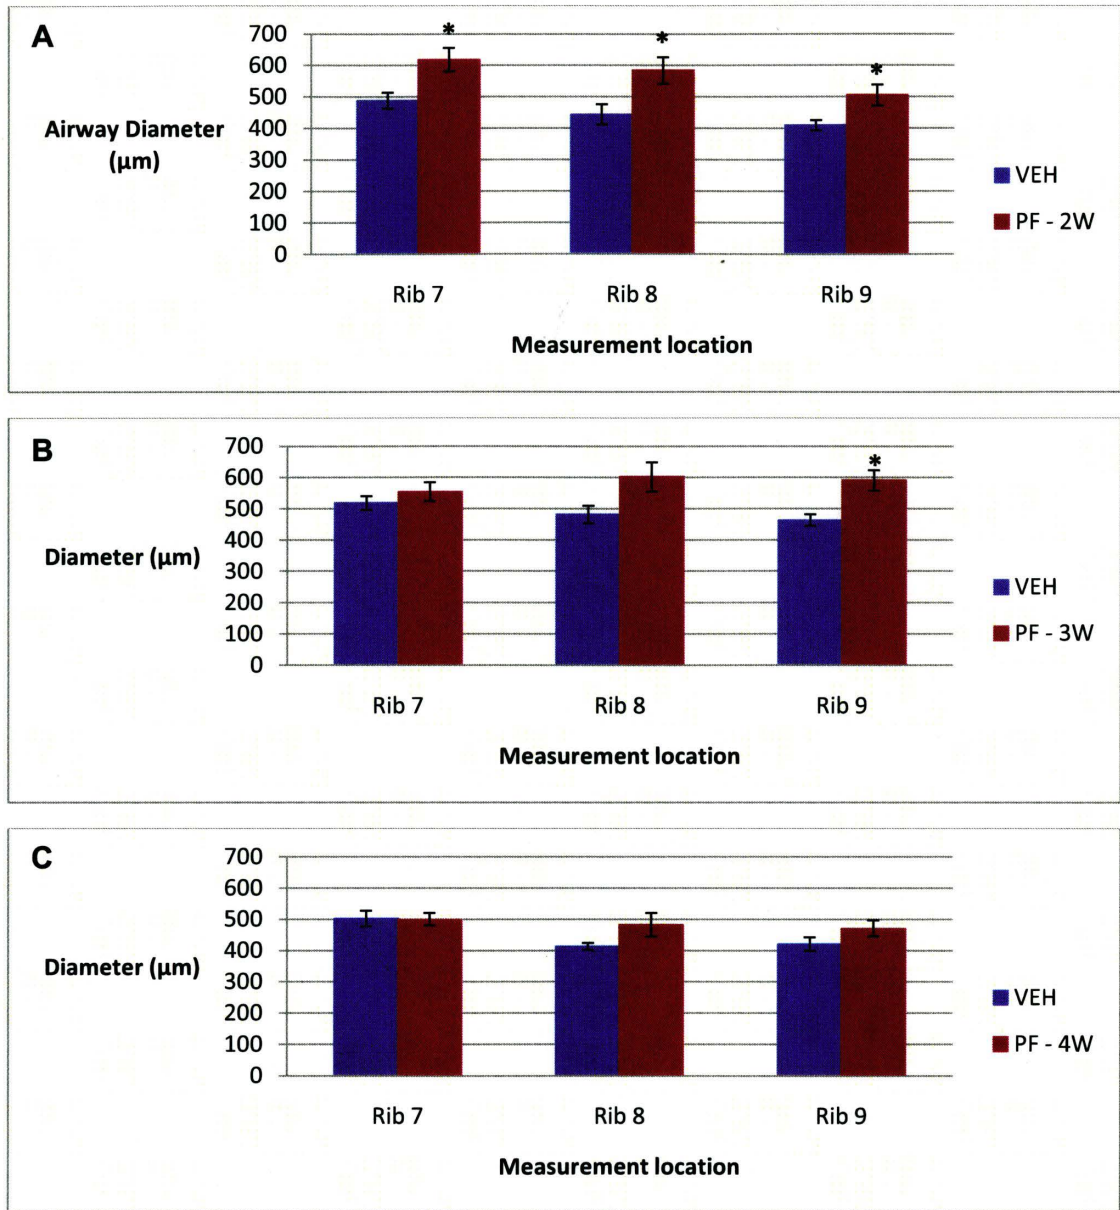 A
700
600
500
400
300
200
100
0
Airway Diameter
(µm)
*
*
*
Rib 7
Rib 8
Rib 9
Measurement location
VEH
PF - 2W
B
700
600
500
400
300
200
100
0
Diameter (µm)
*
Rib 7
Rib 8
Rib 9
Measurement location
VEH
PF - 3W
C
700
600
500
400
300
200
100
0
Diameter (µm)
Rib 7
Rib 8
Rib 9
Measurement location
VEH
PF - 4W